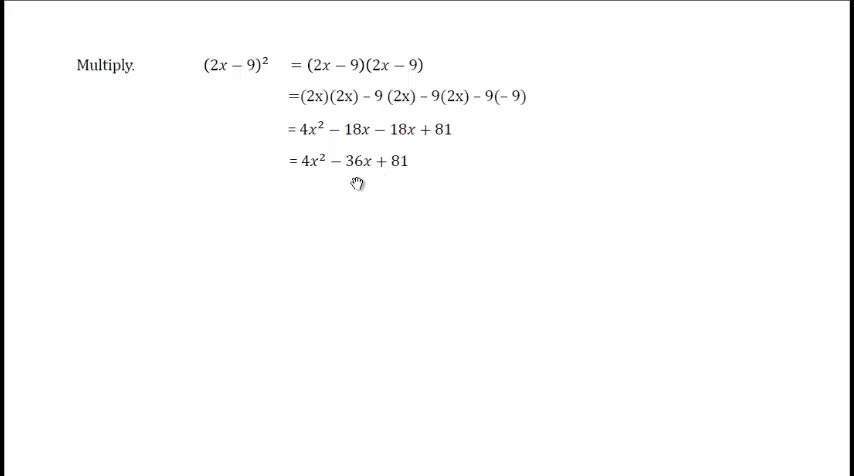 Multiply. (2x − 9)² = (2x − 9)(2x − 9)
=(2x)(2x) – 9 (2x) – 9(2x) – 9(– 9)
= 4x² − 18x − 18x + 81
= 4x² − 36x + 81